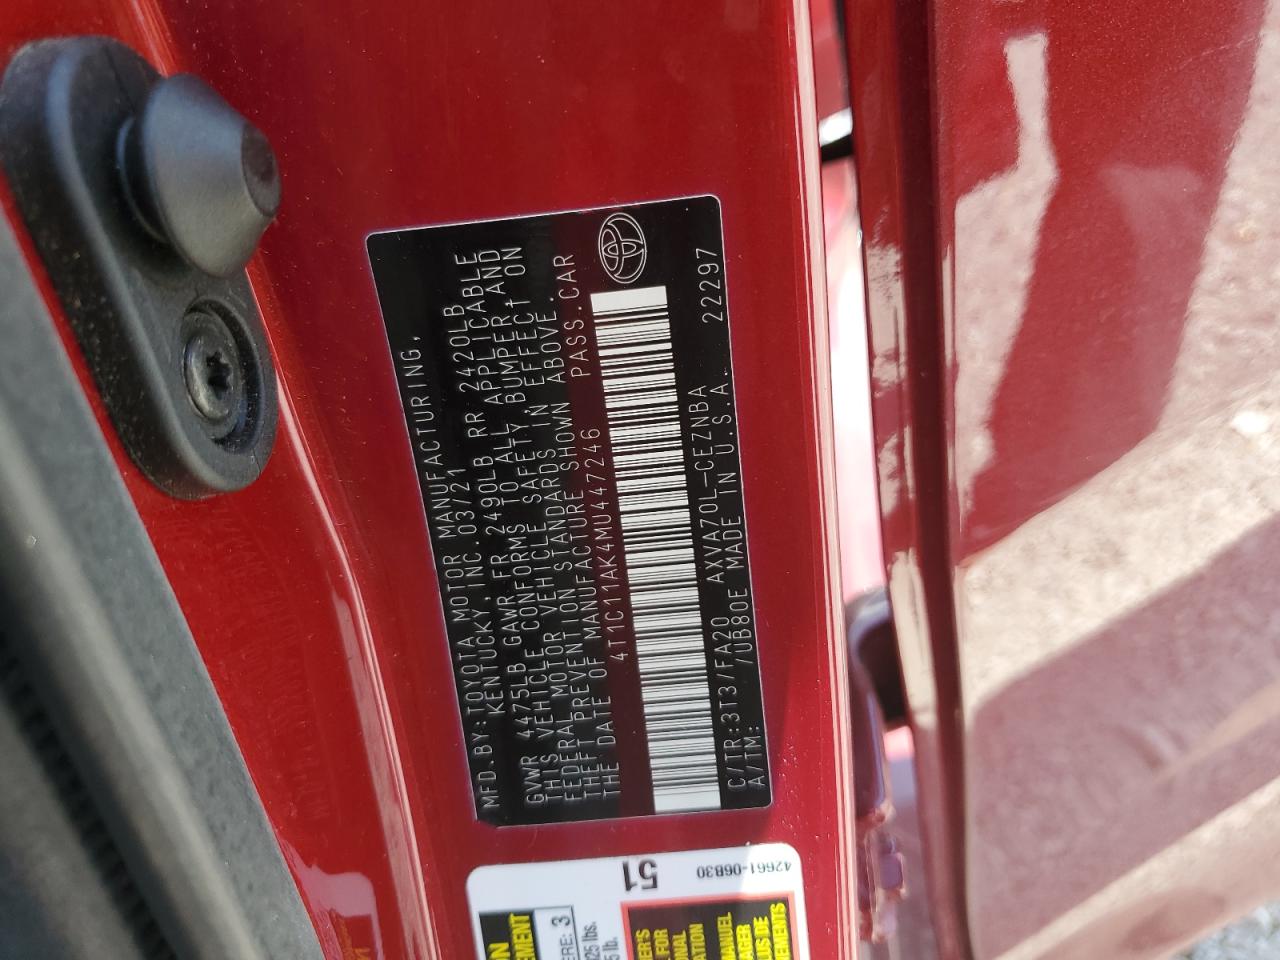 MFD.BY:TOYOTA MOTOR MANUFACTURING,
KENTUCKY,INC. 03/21
GVWR 4475LB GAWR FR 2490LB RR 2420LB
THIS VEHICLE CONFORMS TO ALL APPLICABLE
FEDERAL MOTOR VEHICLE SAFETY, BUMPER, AND
THEFT PREVENTION STANDARDS IN EFFECT ON
THE DATE OF MANUFACTURE SHOWN ABOVE.
4T1C11AK4MU447246 PASS.CAR
C/TR:3T3/FA20 AXVA70L-CEZNBA 22297
A/TM: /UB80E MADE IN U.S.A.
51
42661-06B30
MANUEL